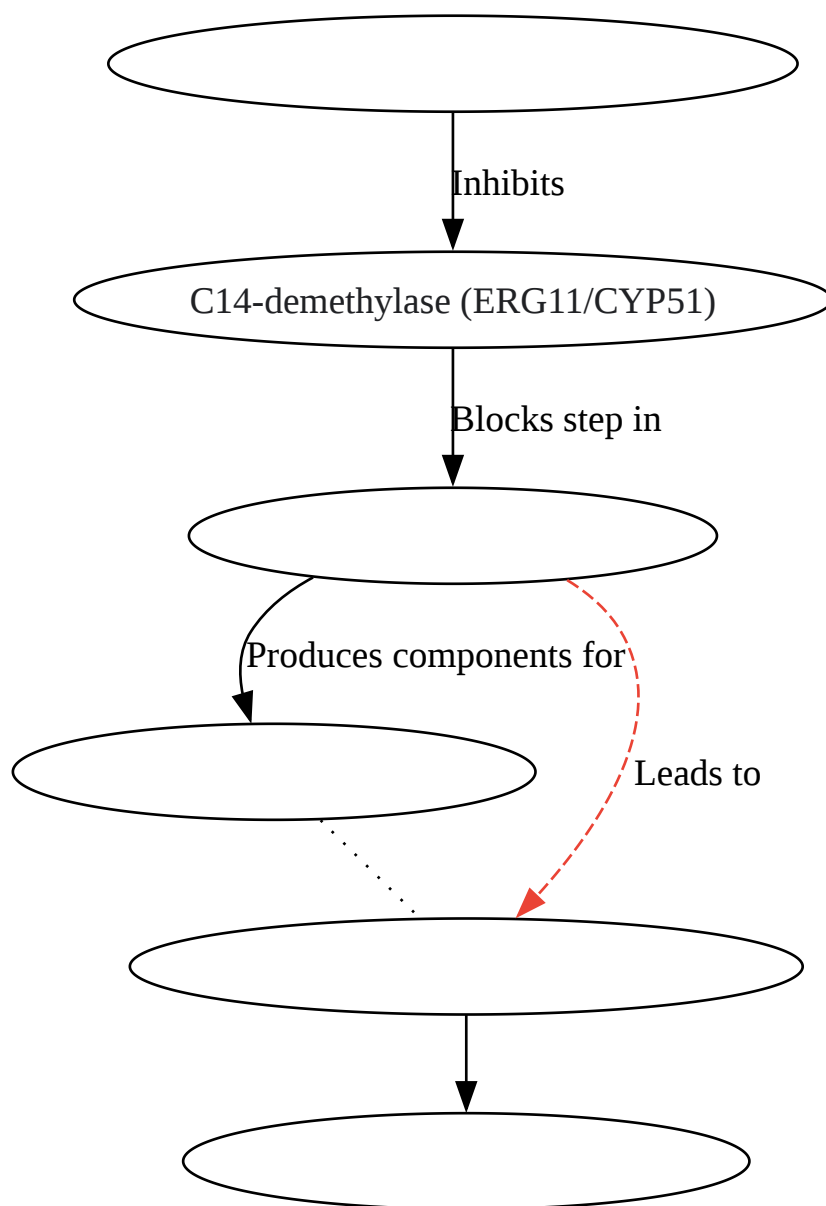 Inhibits
C14-demethylase (ERG11/CYP51)
Blocks step in
Produces components for
Leads to